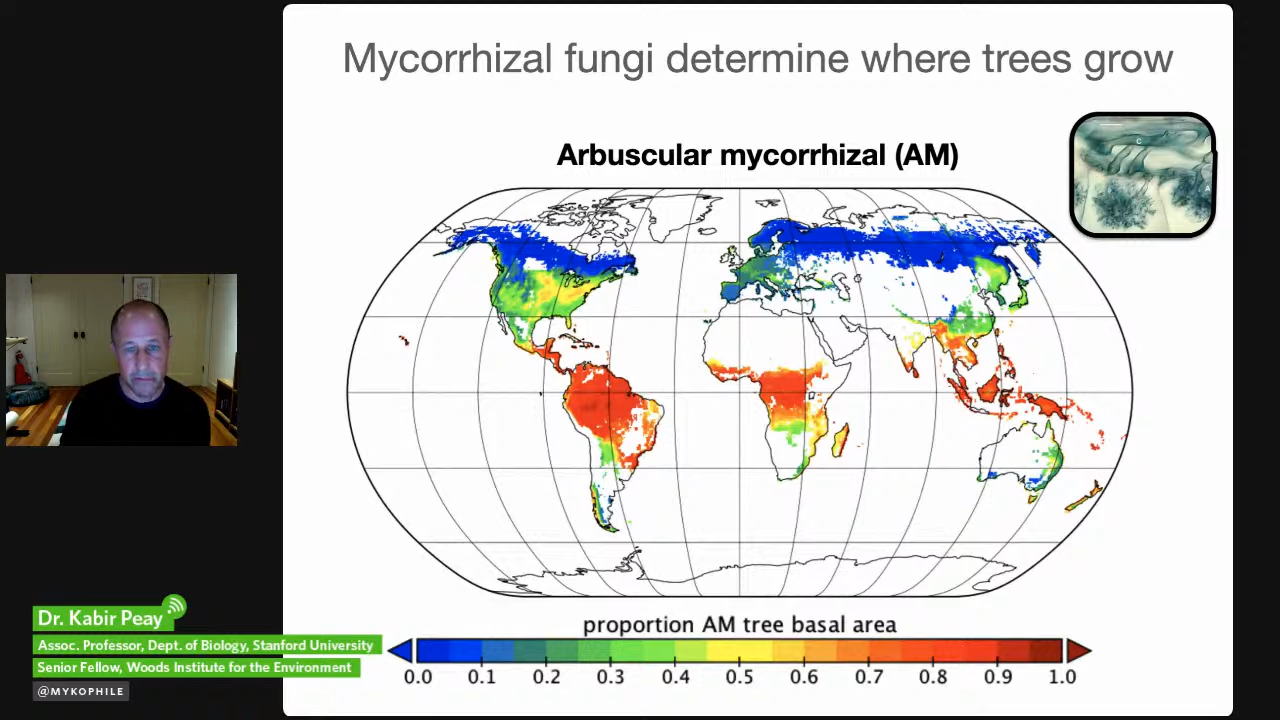 Mycorrhizal fungi determine where trees grow
Arbuscular mycorrhizal (AM)
C
A
proportion AM tree basal area
0.0 0.1 0.2 0.3 0.4 0.5 0.6 0.7 0.8 0.9 1.0
Dr. Kabir Peay
Assoc. Professor, Dept. of Biology, Stanford University
Senior Fellow, Woods Institute for the Environment
@MYKOPHILE